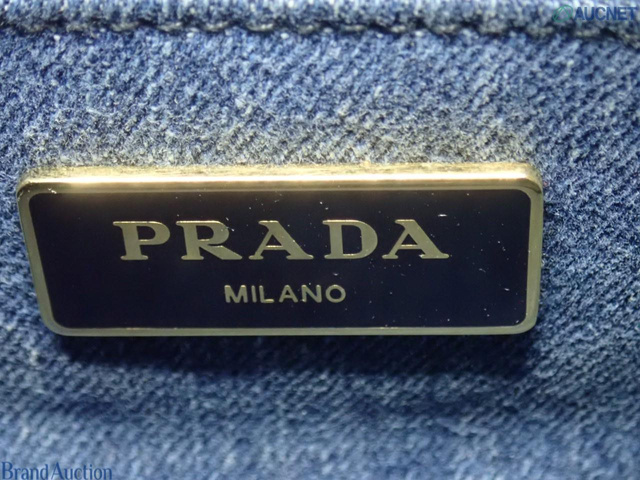 AUCNET
PRADA
MILANO
Brand Auction